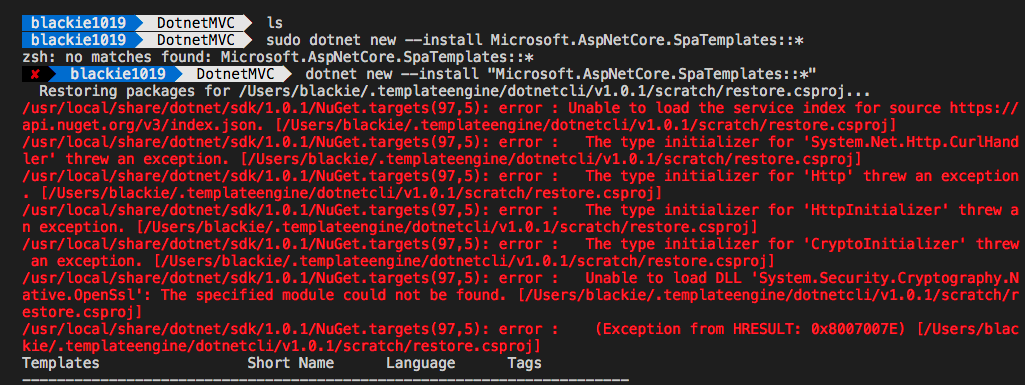 blackie1019 DotnetMVC ls
blackie1019 DotnetMVC sudo dotnet new --install Microsoft.AspNetCore.SpaTemplates::*
zsh: no matches found: Microsoft.AspNetCore.SpaTemplates::*
✘ blackie1019 DotnetMVC dotnet new --install "Microsoft.AspNetCore.SpaTemplates::*"
Restoring packages for /Users/blackie/.templateengine/dotnetcli/v1.0.1/scratch/restore.csproj...
/usr/local/share/dotnet/sdk/1.0.1/NuGet.targets(97,5): error : Unable to load the service index for source https://
api.nuget.org/v3/index.json. [/Users/blackie/.templateengine/dotnetcli/v1.0.1/scratch/restore.csproj]
/usr/local/share/dotnet/sdk/1.0.1/NuGet.targets(97,5): error :   The type initializer for 'System.Net.Http.CurlHand
ler' threw an exception. [/Users/blackie/.templateengine/dotnetcli/v1.0.1/scratch/restore.csproj]
/usr/local/share/dotnet/sdk/1.0.1/NuGet.targets(97,5): error :   The type initializer for 'Http' threw an exception
. [/Users/blackie/.templateengine/dotnetcli/v1.0.1/scratch/restore.csproj]
/usr/local/share/dotnet/sdk/1.0.1/NuGet.targets(97,5): error :   The type initializer for 'HttpInitializer' threw a
n exception. [/Users/blackie/.templateengine/dotnetcli/v1.0.1/scratch/restore.csproj]
/usr/local/share/dotnet/sdk/1.0.1/NuGet.targets(97,5): error :   The type initializer for 'CryptoInitializer' threw
 an exception. [/Users/blackie/.templateengine/dotnetcli/v1.0.1/scratch/restore.csproj]
/usr/local/share/dotnet/sdk/1.0.1/NuGet.targets(97,5): error :   Unable to load DLL 'System.Security.Cryptography.N
ative.OpenSsl': The specified module could not be found. [/Users/blackie/.templateengine/dotnetcli/v1.0.1/scratch/r
estore.csproj]
/usr/local/share/dotnet/sdk/1.0.1/NuGet.targets(97,5): error :    (Exception from HRESULT: 0x8007007E) [/Users/blac
kie/.templateengine/dotnetcli/v1.0.1/scratch/restore.csproj]
Templates                 Short Name      Language      Tags
----------------------------------------------------------------------